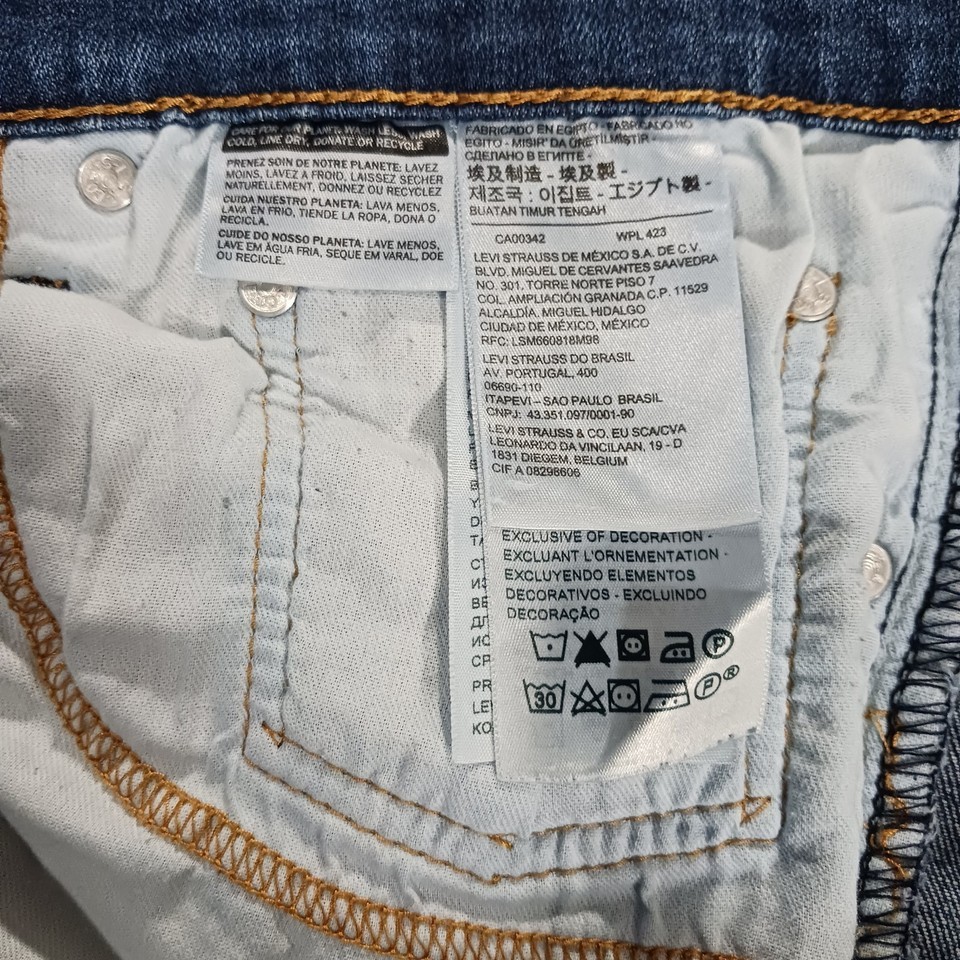 CARE FOR OUR PLANET: WASH LESS, WASH
COLD, LINE DRY, DONATE OR RECYCLE
PRENEZ SOIN DE NOTRE PLANETE: LAVEZ
MOINS, LAVEZ A FROID, LAISSEZ SECHER
NATURELLEMENT, DONNEZ OU RECYCLEZ
CUIDA NUESTRO PLANETA: LAVA MENOS,
LAVA EN FRIO, TIENDE LA ROPA, DONA O
RECICLA.
CUIDE DO NOSSO PLANETA: LAVE MENOS,
LAVE EM ÁGUA FRIA, SEQUE EM VARAL, DOE
OU RECICLE.
FABRICADO EN EGIPTO - FABRICADO NO
EGITO - MISIR' DA ÜRETILMIŞTIR -
СДЕЛАНО В ЕГИПТЕ -
埃及制造 - 埃及製 -
제조국 : 이집트 - エジプト製 -
BUATAN TIMUR TENGAH
CA00342 WPL 423
LEVI STRAUSS DE MÉXICO S.A. DE C.V.
BLVD. MIGUEL DE CERVANTES SAAVEDRA
NO. 301, TORRE NORTE PISO 7
COL. AMPLIACIÓN GRANADA C.P. 11529
ALCALDÍA, MIGUEL HIDALGO
CIUDAD DE MÉXICO, MÉXICO
RFC: LSM660818M98
LEVI STRAUSS DO BRASIL
AV. PORTUGAL, 400
06690-110
ITAPEVI – SAO PAULO BRASIL
CNPJ: 43.351.097/0001-90
LEVI STRAUSS & CO. EU SCA/CVA
LEONARDO DA VINCILAAN, 19 - D
1831 DIEGEM, BELGIUM
CIF A 08298606
EXCLUSIVE OF DECORATION -
EXCLUANT L'ORNEMENTATION -
EXCLUYENDO ELEMENTOS
DECORATIVOS - EXCLUINDO
DECORAÇÃO
P
30 P ®
PR
LE
KO